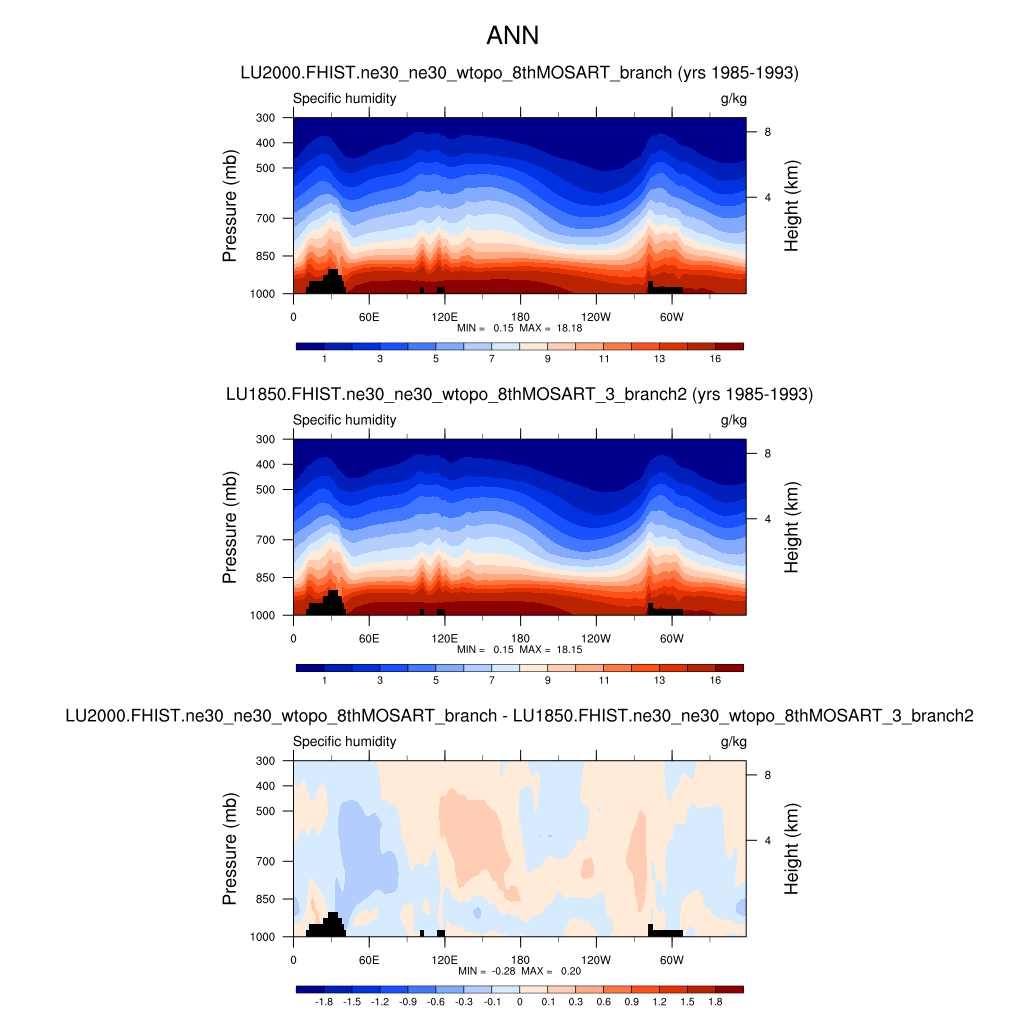 ANN
LU2000.FHIST.ne30_ne30_wtopo_8thMOSART_branch (yrs 1985-1993)
Specific humidity g/kg
300
400
500
700
850
1000
Pressure (mb)
8
4
Height (km)
0 60E 120E 180 120W 60W
MIN = 0.15 MAX = 18.18
1 3 5 7 9 11 13 16
LU1850.FHIST.ne30_ne30_wtopo_8thMOSART_3_branch2 (yrs 1985-1993)
Specific humidity g/kg
300
400
500
700
850
1000
Pressure (mb)
8
4
Height (km)
0 60E 120E 180 120W 60W
MIN = 0.15 MAX = 18.15
1 3 5 7 9 11 13 16
LU2000.FHIST.ne30_ne30_wtopo_8thMOSART_branch - LU1850.FHIST.ne30_ne30_wtopo_8thMOSART_3_branch2
Specific humidity g/kg
300
400
500
700
850
1000
Pressure (mb)
8
4
Height (km)
0 60E 120E 180 120W 60W
MIN = -0.28 MAX = 0.20
-1.8 -1.5 -1.2 -0.9 -0.6 -0.3 -0.1 0 0.1 0.3 0.6 0.9 1.2 1.5 1.8